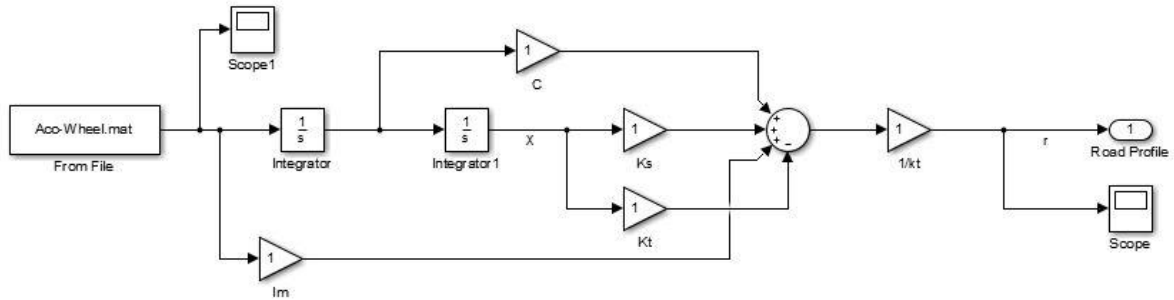 Scope1
1
C
Aco-Wheel.mat
From File
1
s
Integrator
1
s
Integrator1
X
1
Ks
1
Kt
1
Im
+
+
+
−
1
1/kt
r
1
Road Profile
Scope